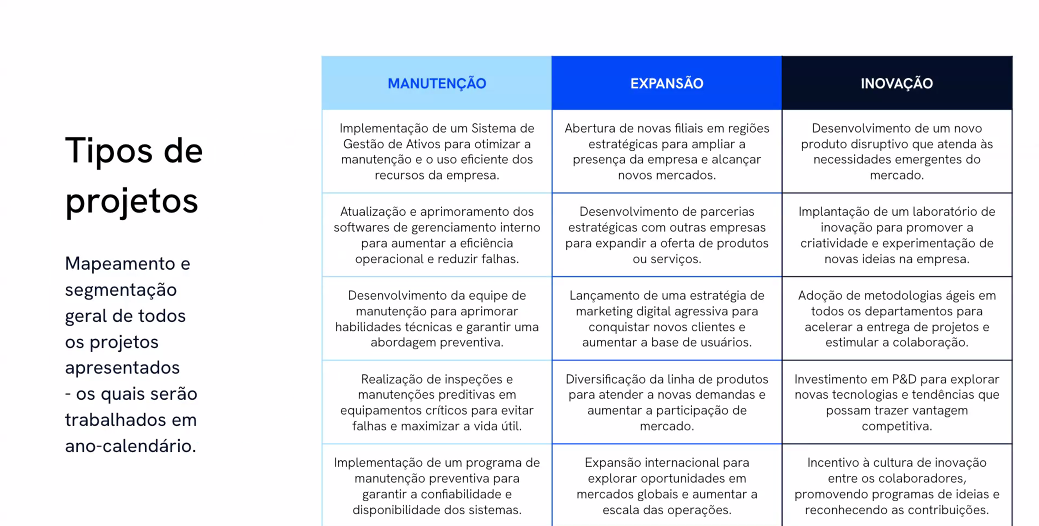 Tipos de
projetos
Mapeamento e
segmentação
geral de todos
os projetos
apresentados
- os quais serão
trabalhados em
ano-calendário.
MANUTENÇÃO
EXPANSÃO
INOVAÇÃO
Implementação de um Sistema de
Gestão de Ativos para otimizar a
manutenção e o uso eficiente dos
recursos da empresa.
Abertura de novas filiais em regiões
estratégicas para ampliar a
presença da empresa e alcançar
novos mercados.
Desenvolvimento de um novo
produto disruptivo que atenda às
necessidades emergentes do
mercado.
Atualização e aprimoramento dos
softwares de gerenciamento interno
para aumentar a eficiência
operacional e reduzir falhas.
Desenvolvimento de parcerias
estratégicas com outras empresas
para expandir a oferta de produtos
ou serviços.
Implantação de um laboratório de
inovação para promover a
criatividade e experimentação de
novas ideias na empresa.
Desenvolvimento da equipe de
manutenção para aprimorar
habilidades técnicas e garantir uma
abordagem preventiva.
Lançamento de uma estratégia de
marketing digital agressiva para
conquistar novos clientes e
aumentar a base de usuários.
Adoção de metodologias ágeis em
todos os departamentos para
acelerar a entrega de projetos e
estimular a colaboração.
Realização de inspeções e
manutenções preditivas em
equipamentos críticos para evitar
falhas e maximizar a vida útil.
Diversificação da linha de produtos
para atender a novas demandas e
aumentar a participação de
mercado.
Investimento em P&D para explorar
novas tecnologias e tendências que
possam trazer vantagem
competitiva.
Implementação de um programa de
manutenção preventiva para
garantir a confiabilidade e
disponibilidade dos sistemas.
Expansão internacional para
explorar oportunidades em
mercados globais e aumentar a
escala das operações.
Incentivo à cultura de inovação
entre os colaboradores,
promovendo programas de ideias e
reconhecendo as contribuições.